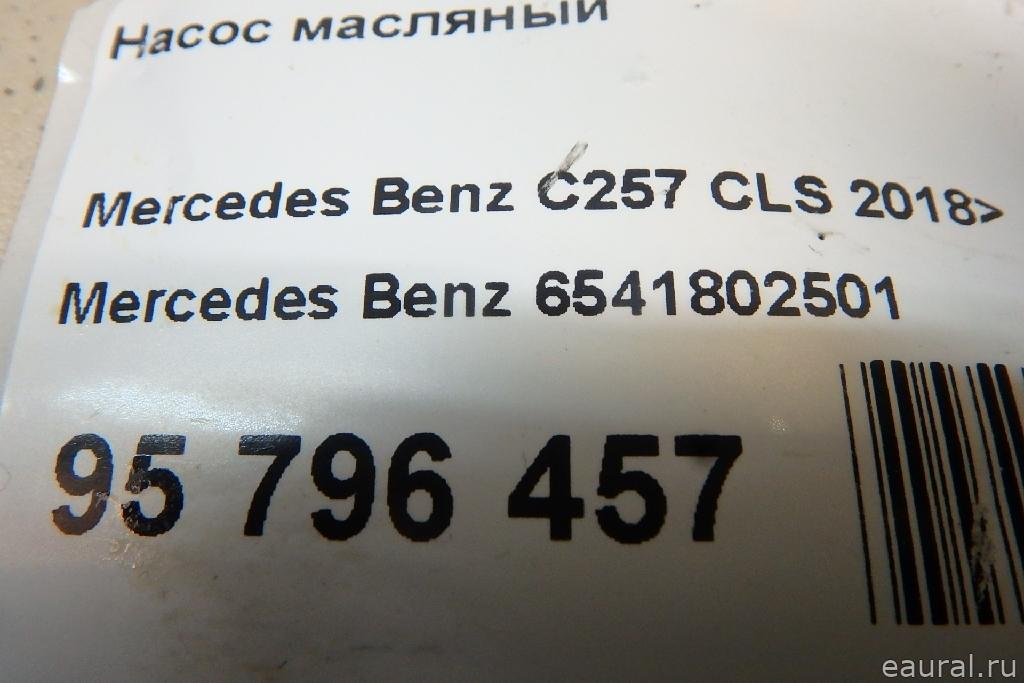 Насос масляный
Mercedes Benz C257 CLS 2018>
Mercedes Benz 6541802501
95 796 457
eaural.ru